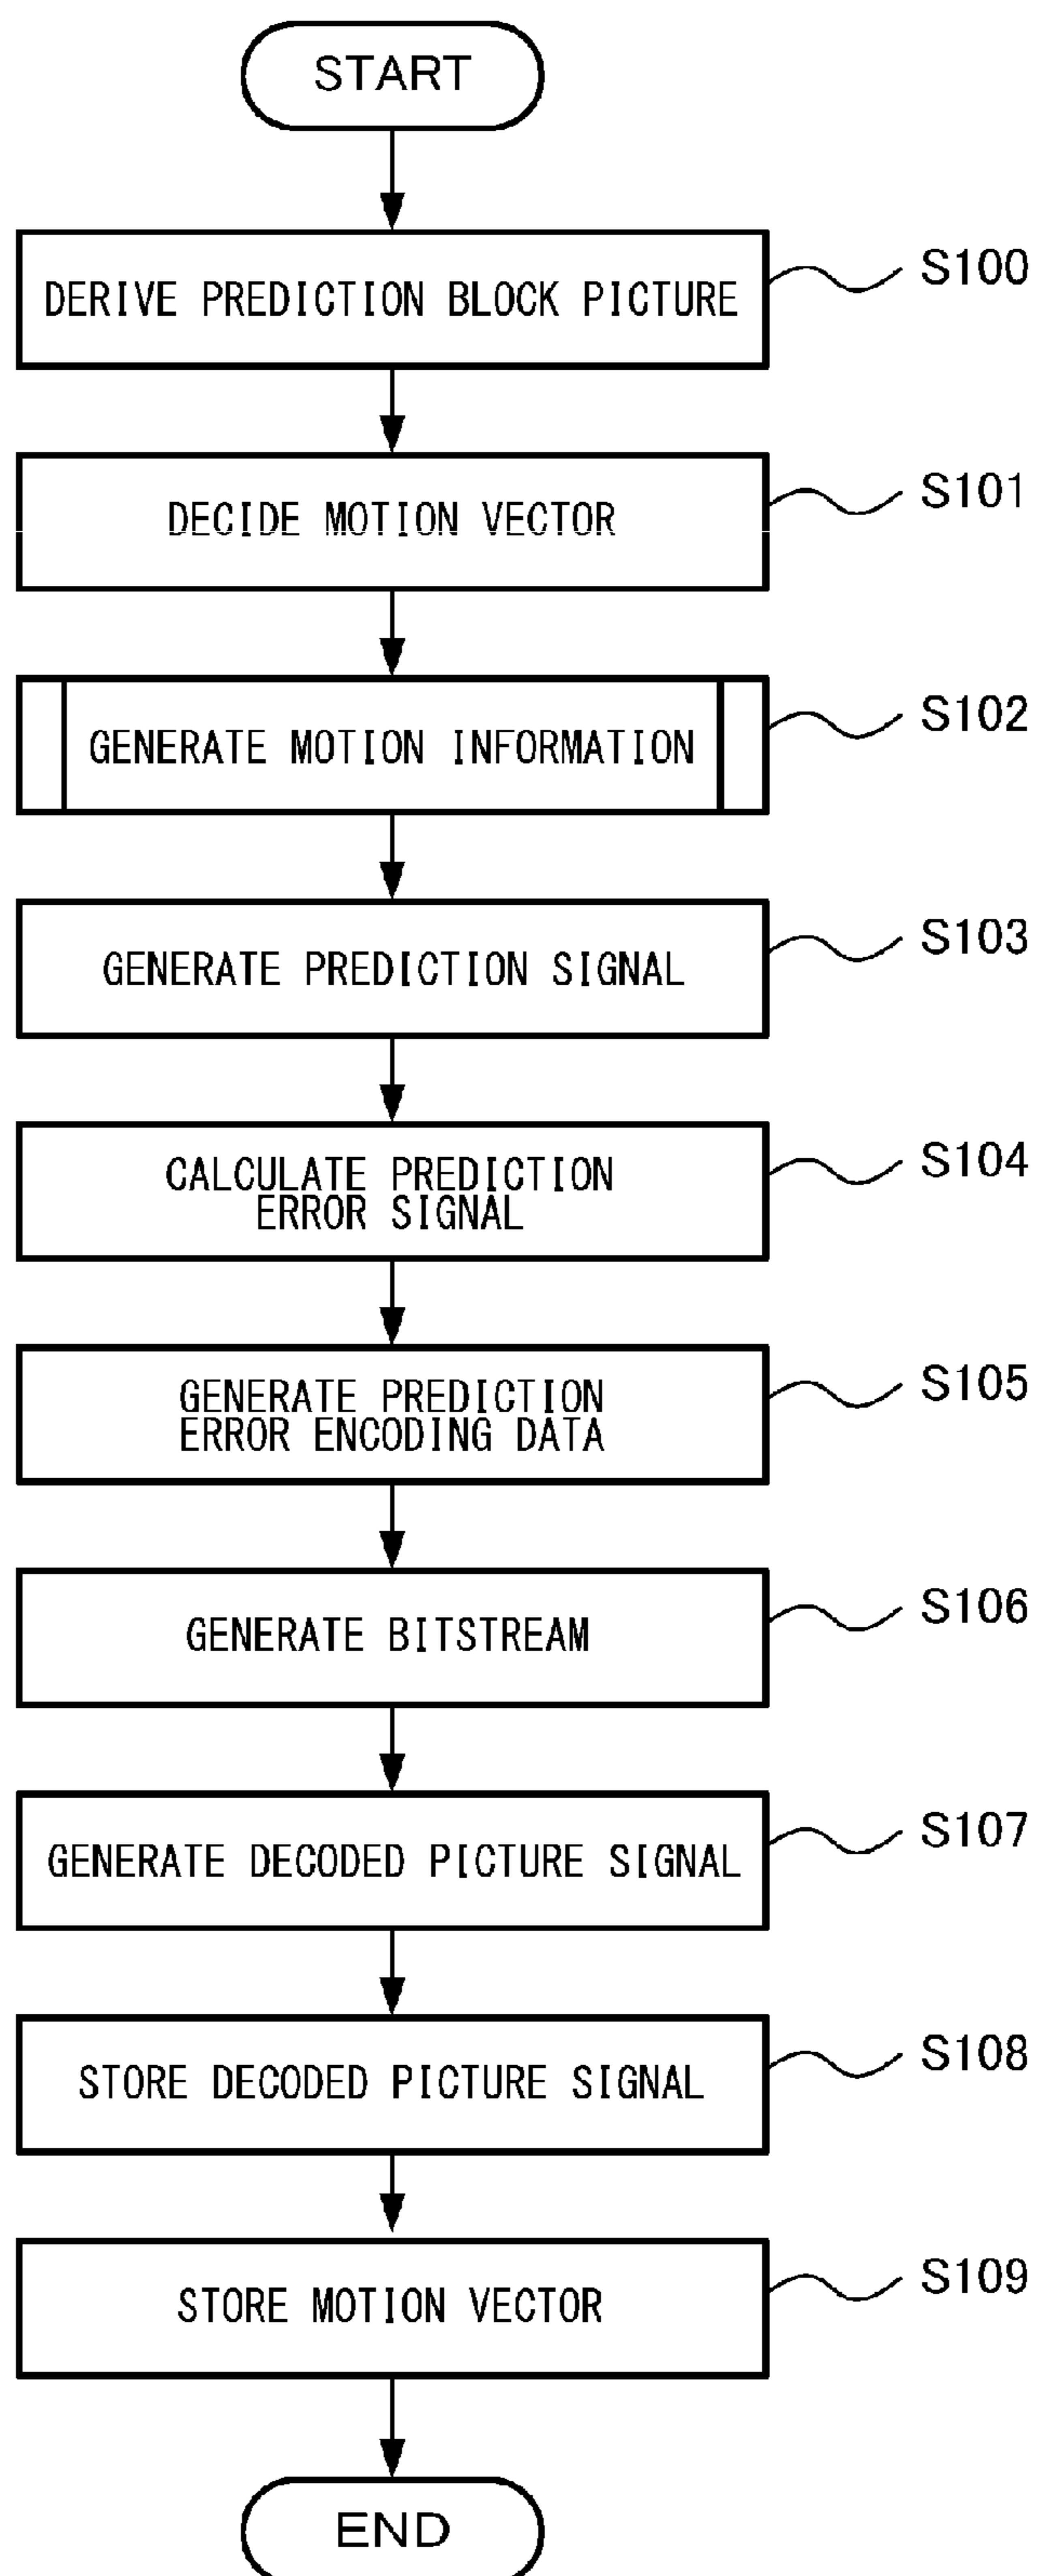 START
DERIVE PREDICTION BLOCK PICTURE
S100
DECIDE MOTION VECTOR
S101
GENERATE MOTION INFORMATION
S102
GENERATE PREDICTION SIGNAL
S103
CALCULATE PREDICTION
ERROR SIGNAL
S104
GENERATE PREDICTION
ERROR ENCODING DATA
S105
GENERATE BITSTREAM
S106
GENERATE DECODED PICTURE SIGNAL
S107
STORE DECODED PICTURE SIGNAL
S108
STORE MOTION VECTOR
S109
END